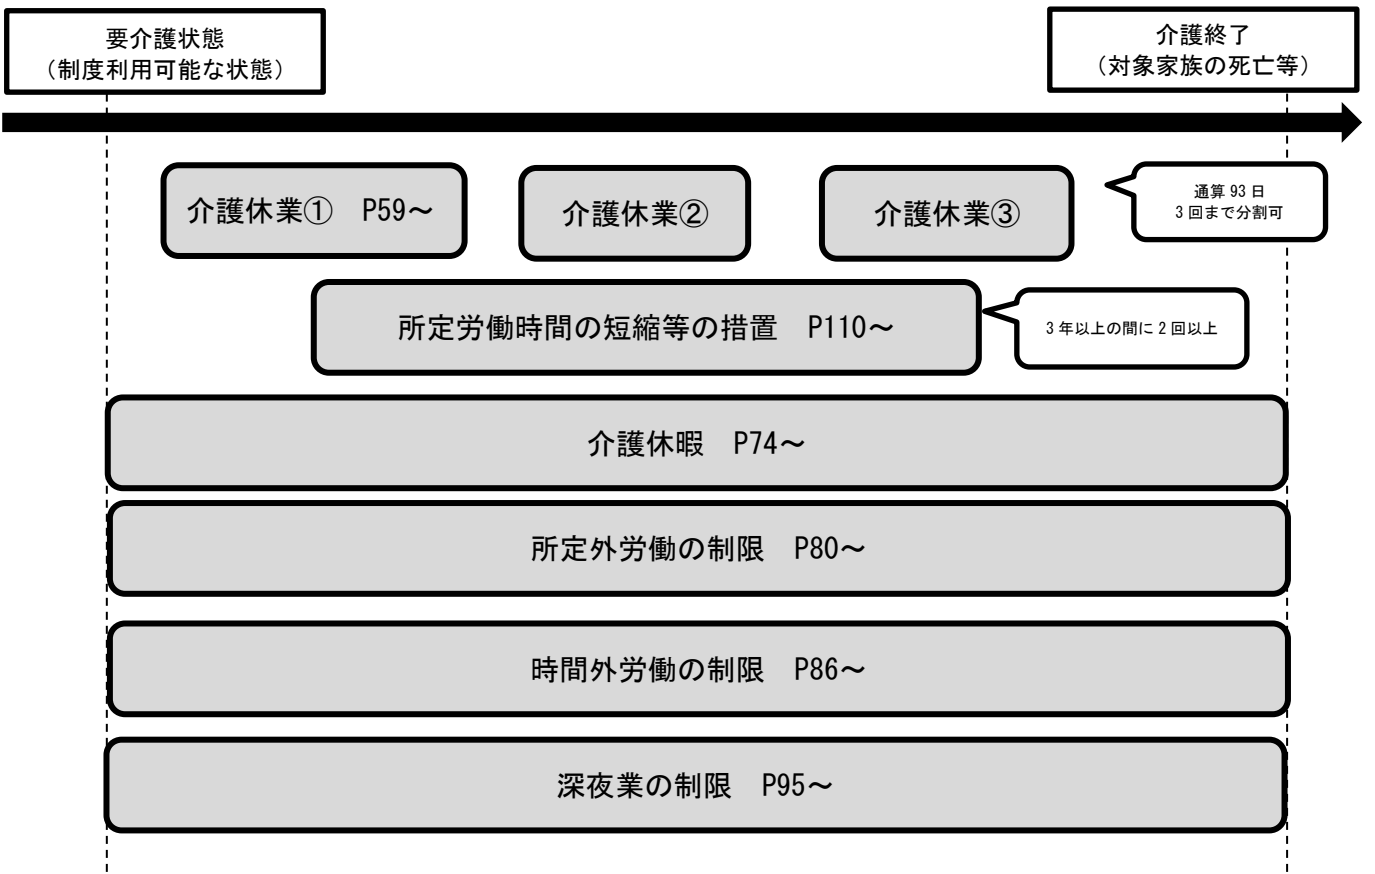 要介護状態
（制度利用可能な状態）
介護終了
（対象家族の死亡等）
介護休業①　P59～
介護休業②
介護休業③
通算 93 日
3 回まで分割可
所定労働時間の短縮等の措置　P110～
3 年以上の間に 2 回以上
介護休暇　P74～
所定外労働の制限　P80～
時間外労働の制限　P86～
深夜業の制限　P95～